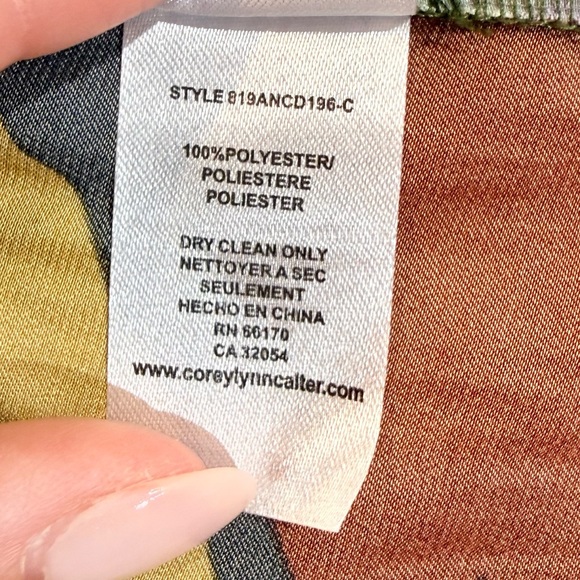 STYLE 819ANCD196-C
100%POLYESTER/
POLIESTERE
POLIESTER
DRY CLEAN ONLY
NETTOYER A SEC
SEULEMENT
HECHO EN CHINA
RN 66170
CA 32054
www.coreylynncalter.com